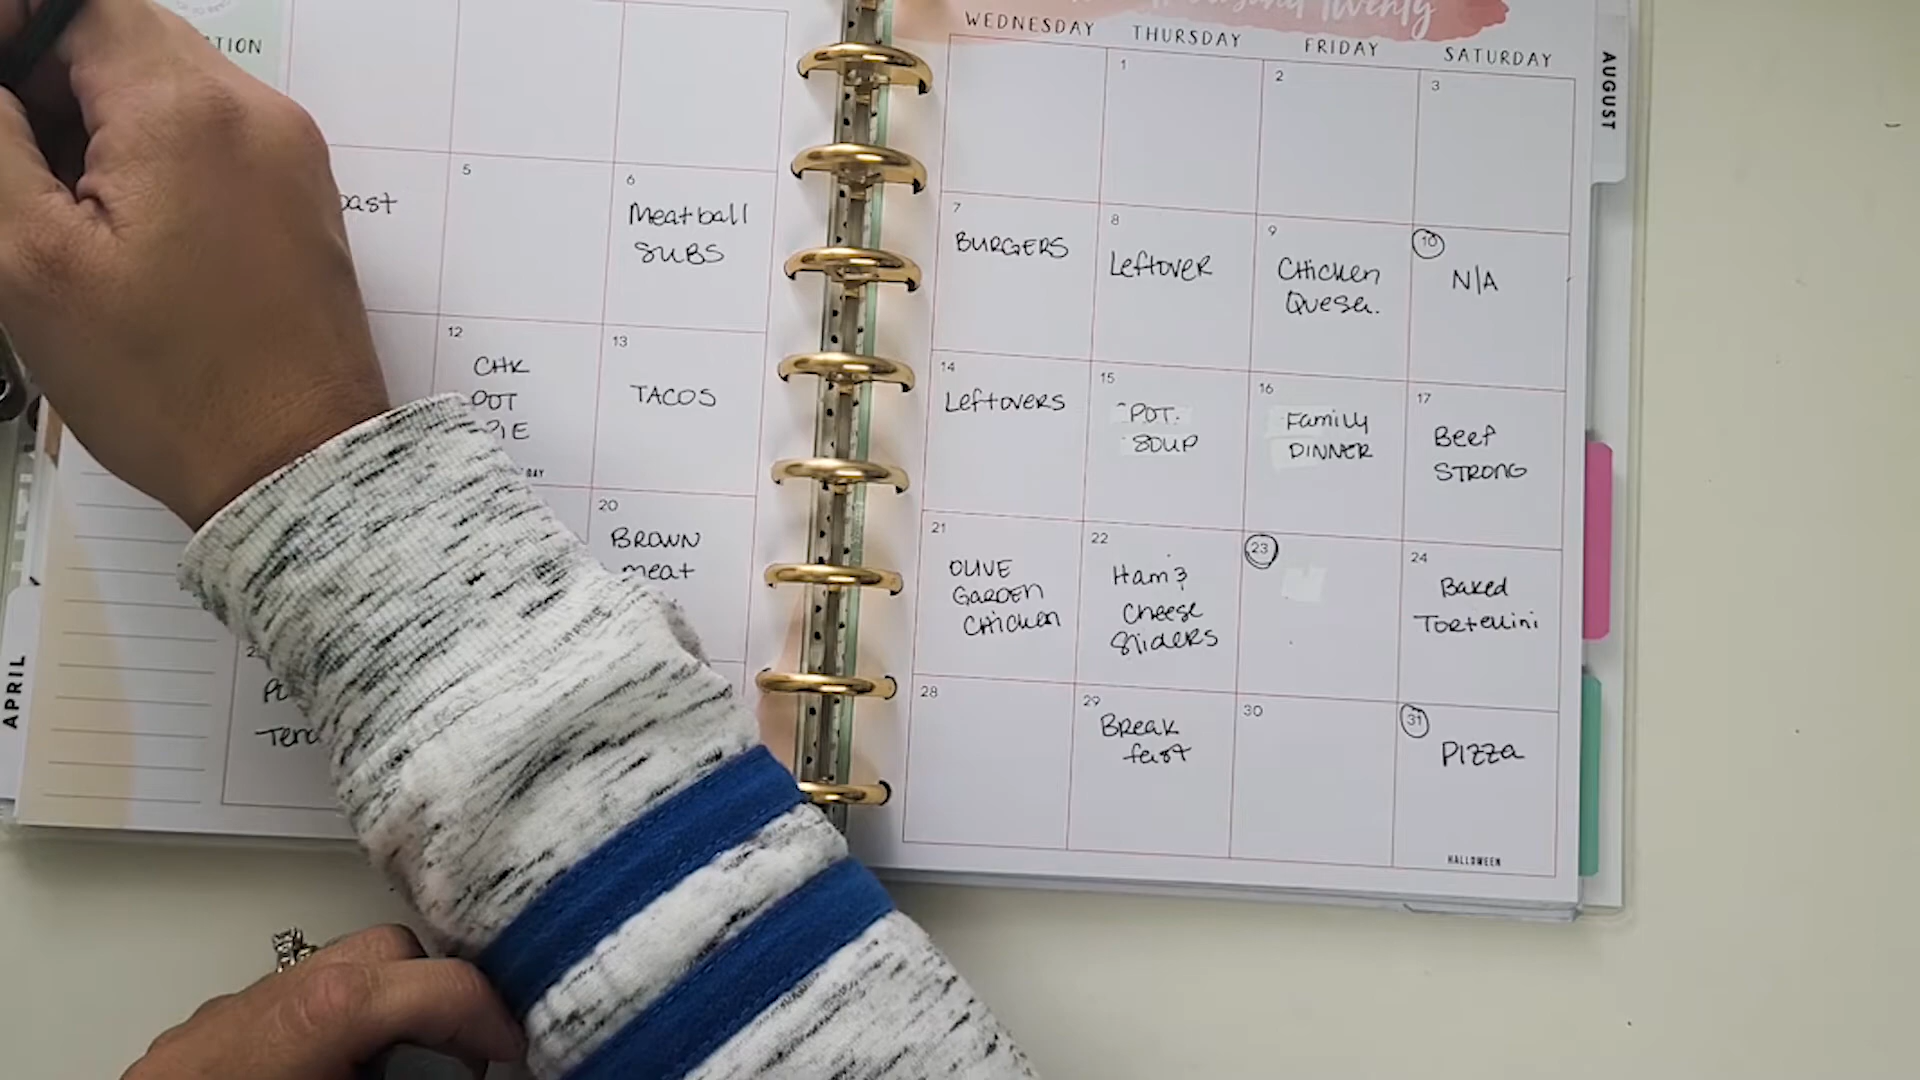 Twenty
WEDNESDAY THURSDAY FRIDAY SATURDAY
1 2 3
5 6
Meatball
SUBS
7 8 9 10
BURGERS
Leftover
Chicken
Quesa.
N/A
12 13
CHK
POT
PIE
TACOS
14 15 16 17
Leftovers
POT.
SOUP
Family
DINNER
Beef
STRONG
20
BROWN
meat
21 22 23 24
OLIVE
GARDEN
Chicken
Ham &
Cheese
Sliders
Baked
Tortellini
28 29 30 31
Break
fast
Pizza
HALLOWEEN
AUGUST
APRIL